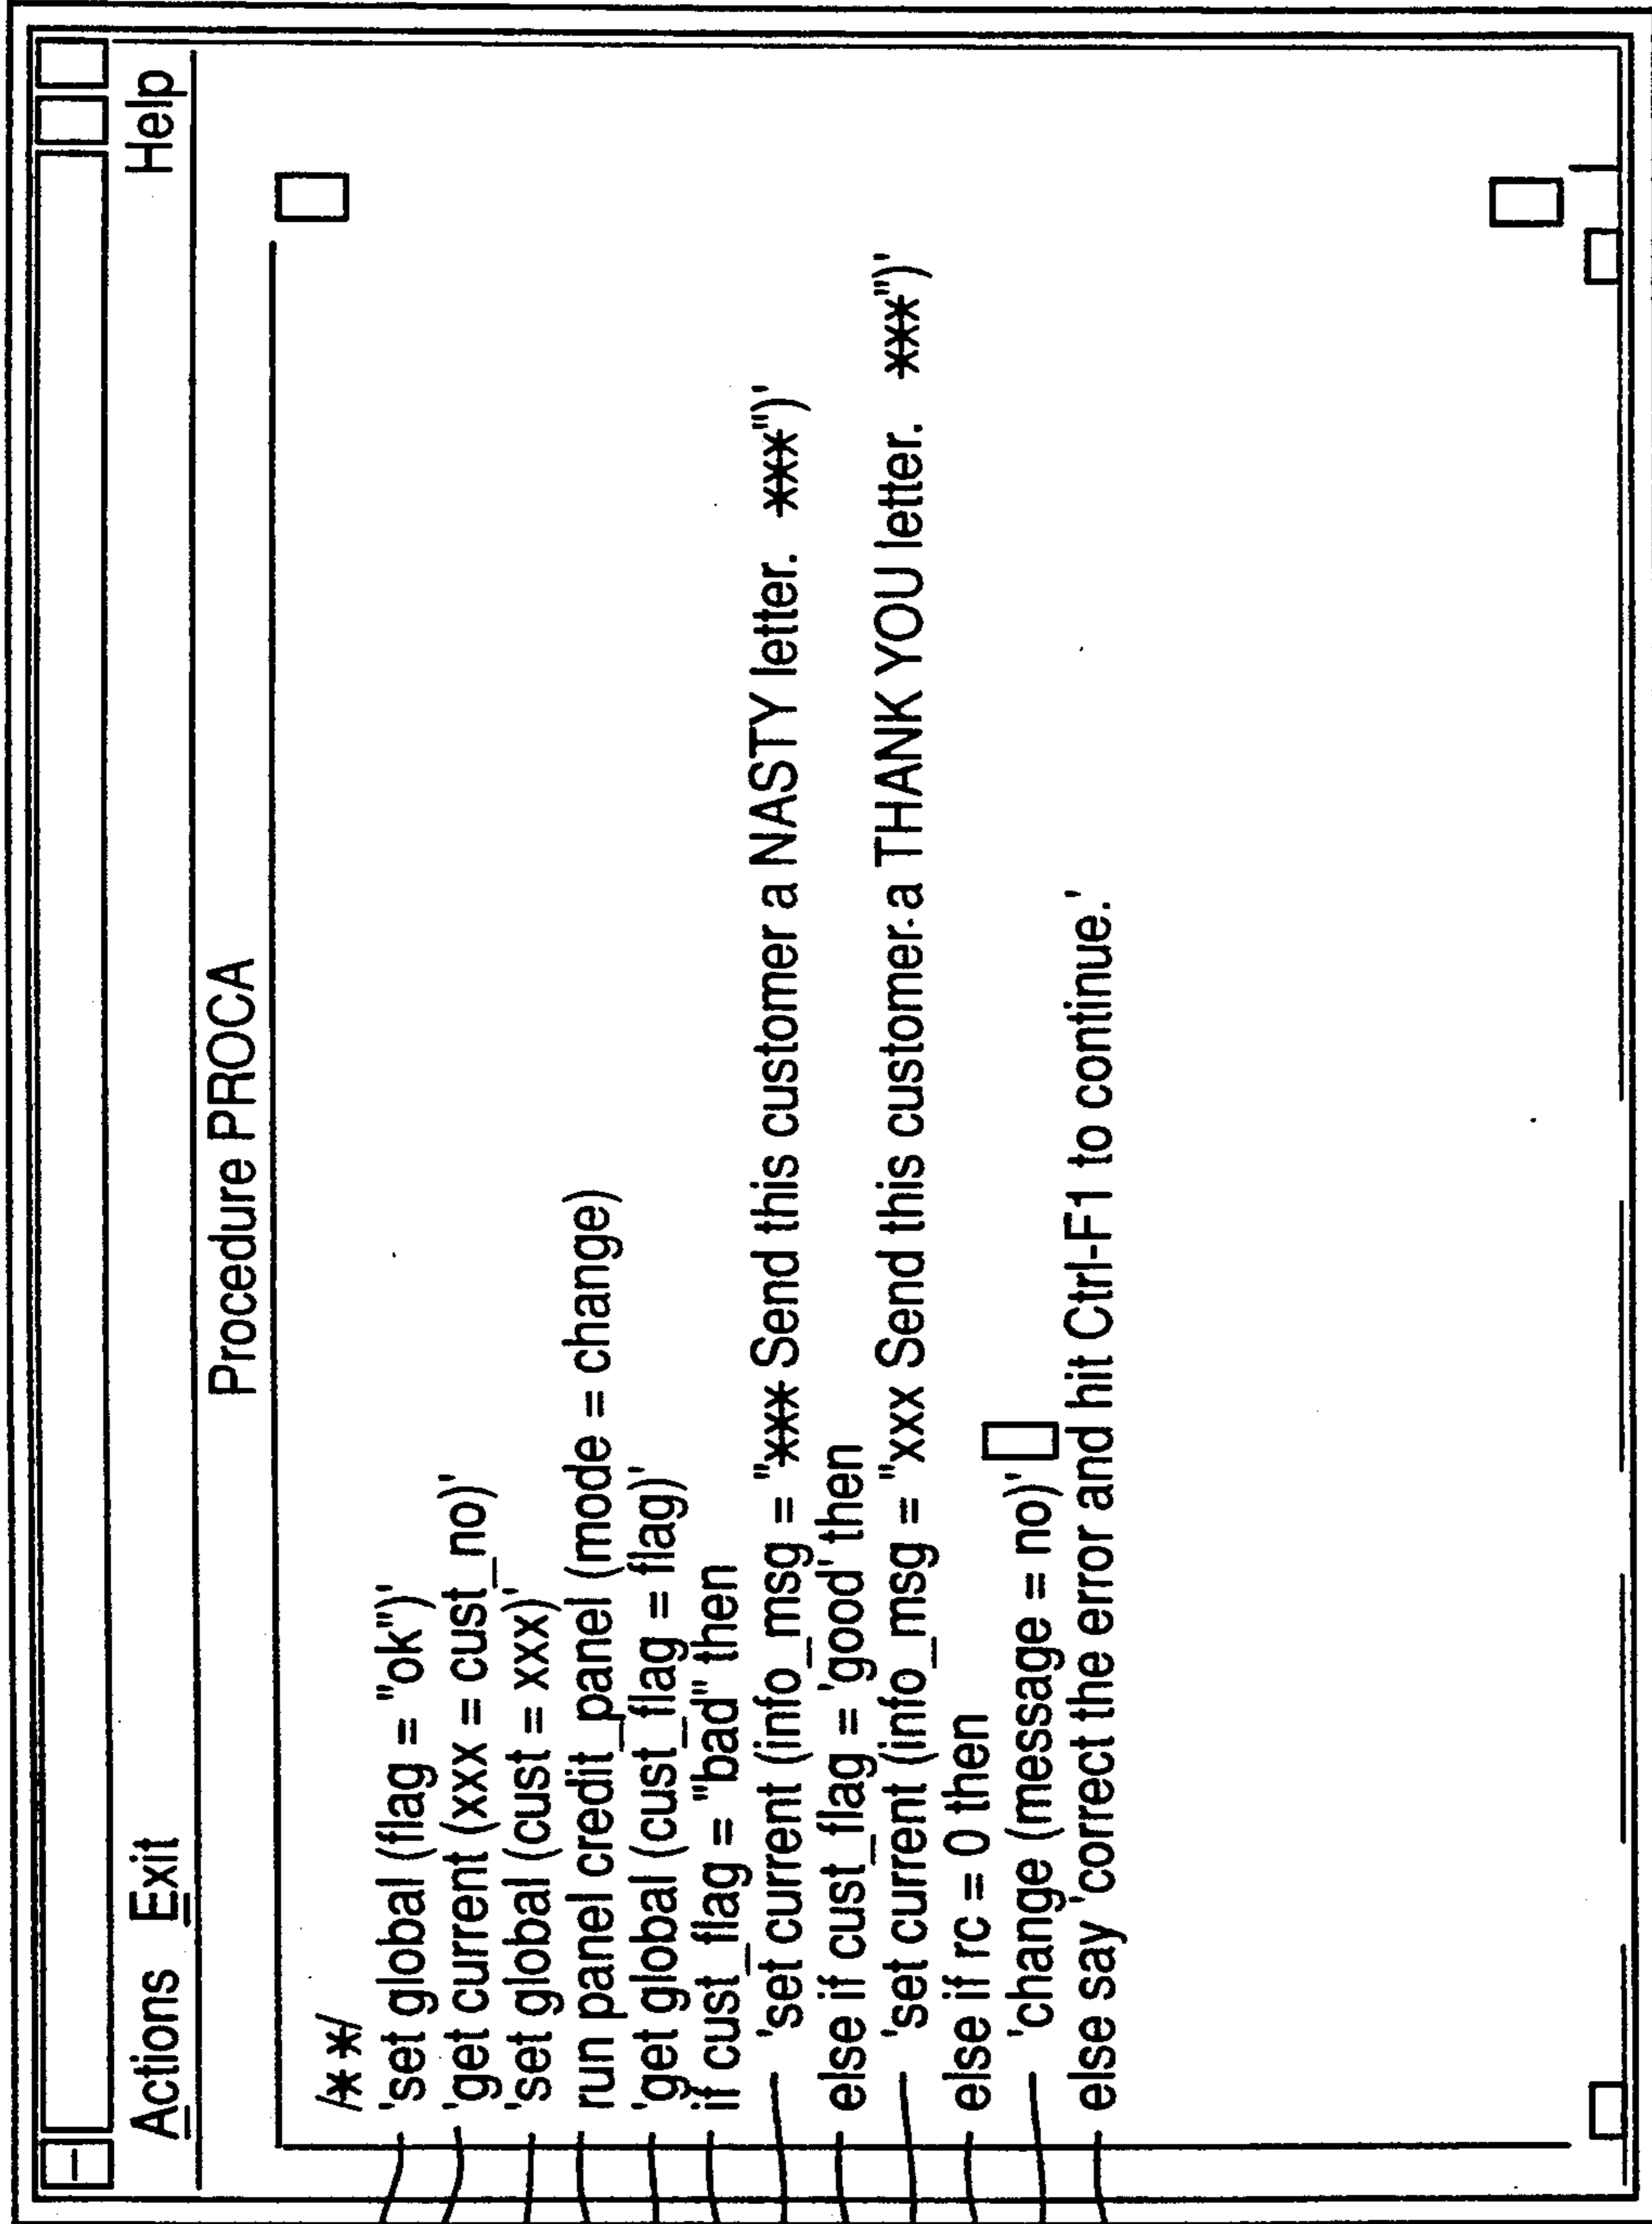 Actions Exit Help
Procedure PROCA
/**/
'set global (flag = "ok")'
'get current (xxx = cust_no)'
'set global (cust = xxx)'
run panel credit_panel (mode = change)
'get global (cust_flag = flag)'
if cust_flag = "bad" then
'set current (info_msg = "*** Send this customer a NASTY letter. ***")'
else if cust_flag = 'good' then
'set current (info_msg = "xxx Send this customer a THANK YOU letter. ***")'
else if rc = 0 then
'change (message = no)'
else say 'correct the error and hit Ctrl-F1 to continue.'